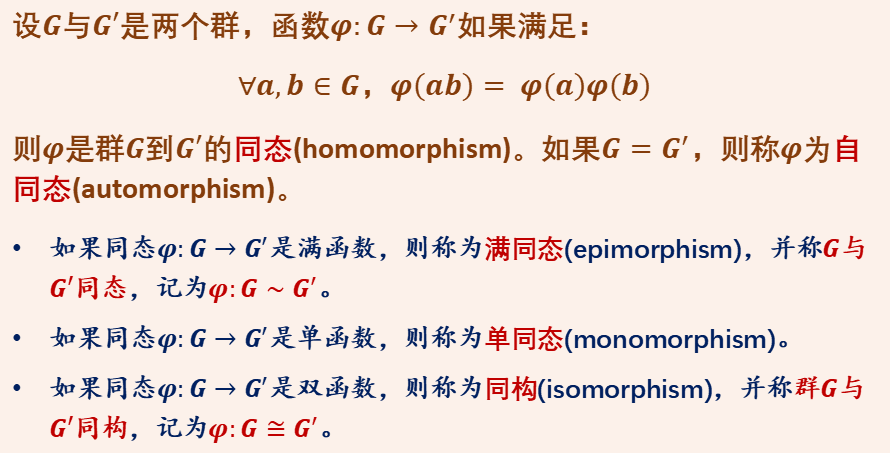 设G与G′是两个群，函数φ: G → G′如果满足：
∀a, b ∈ G，φ(ab) = φ(a)φ(b)
则φ是群G到G′的同态(homomorphism)。如果G = G′，则称φ为自
同态(automorphism)。
• 如果同态φ: G → G′是满函数，则称为满同态(epimorphism)，并称G与
G′同态，记为φ: G ~ G′。
• 如果同态φ: G → G′是单函数，则称为单同态(monomorphism)。
• 如果同态φ: G → G′是双函数，则称为同构(isomorphism)，并称群G与
G′同构，记为φ: G ≅ G′。